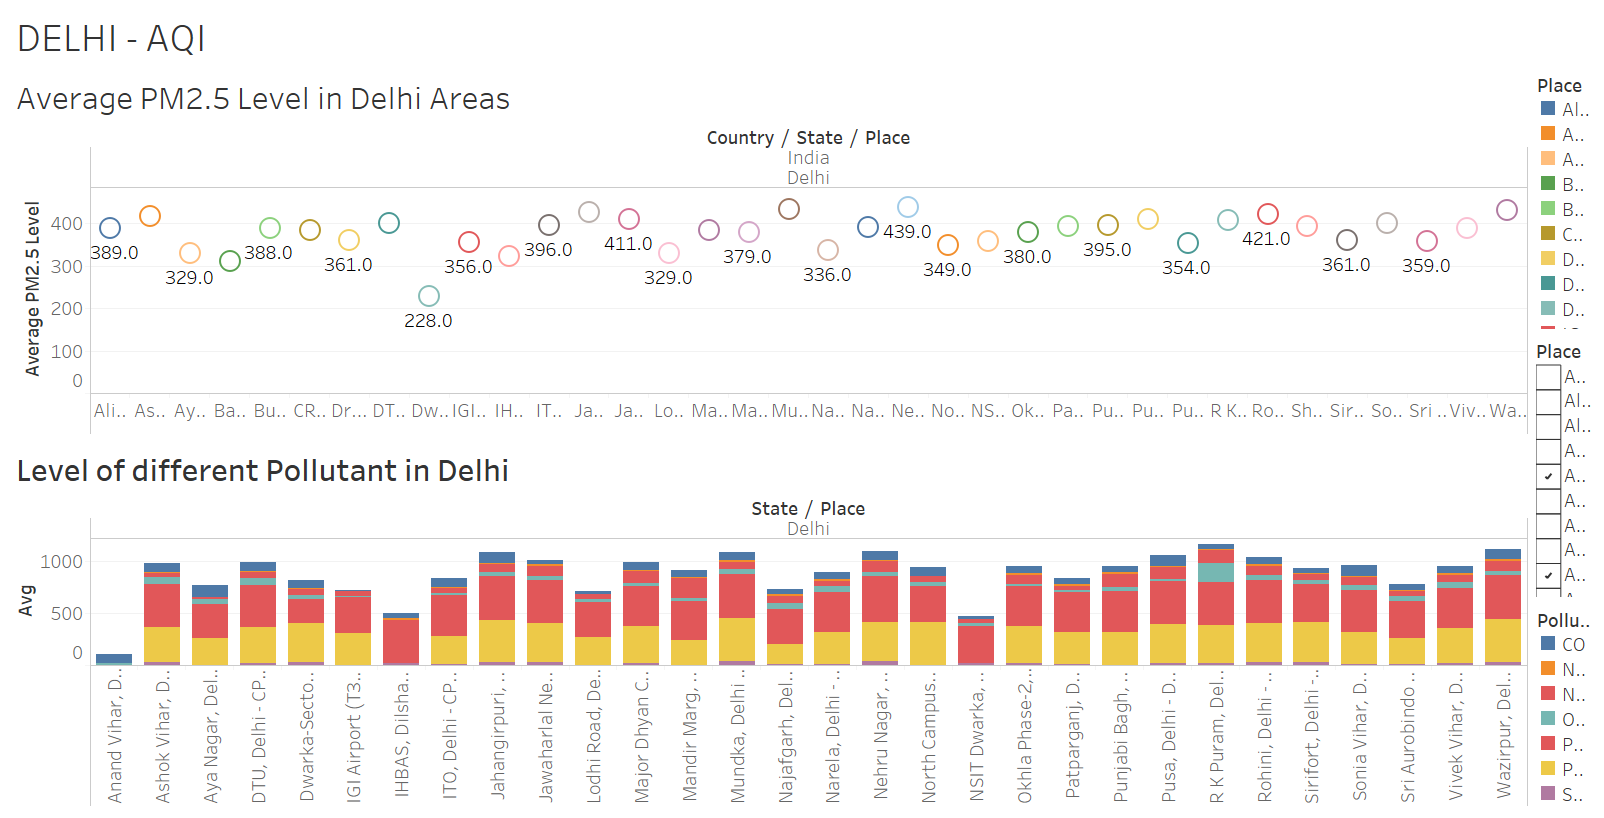 DELHI - AQI
Average PM2.5 Level in Delhi Areas
Country / State / Place
India
Delhi
Average PM2.5 Level
400
300
200
100
0
389.0
329.0
388.0
361.0
228.0
356.0
396.0
411.0
329.0
379.0
336.0
439.0
349.0
380.0
395.0
354.0
421.0
361.0
359.0
Ali.. As.. Ay.. Ba.. Bu.. CR.. Dr.. DT.. Dw.. IGI.. IH.. IT.. Ja.. Ja.. Lo.. Ma.. Ma.. Mu.. Na.. Na.. Ne.. No.. NS.. Ok.. Pa.. Pu.. Pu.. Pu.. R K.. Ro.. Sh.. Sir.. So.. Sri .. Viv.. Wa..
Level of different Pollutant in Delhi
State / Place
Delhi
Avg
1000
500
0
Anand Vihar, D..
Ashok Vihar, D..
Aya Nagar, Del..
DTU, Delhi - CP..
Dwarka-Secto..
IGI Airport (T3..
IHBAS, Dilsha..
ITO, Delhi - CP..
Jahangirpuri, ..
Jawaharlal Ne..
Lodhi Road, De..
Major Dhyan C..
Mandir Marg, ..
Mundka, Delhi ..
Najafgarh, Del..
Narela, Delhi - ..
Nehru Nagar, ..
North Campus..
NSIT Dwarka, ..
Okhla Phase-2,..
Patparganj, D..
Punjabi Bagh, ..
Pusa, Delhi - D..
R K Puram, Del..
Rohini, Delhi - ..
Sirifort, Delhi -..
Sonia Vihar, D..
Sri Aurobindo ..
Vivek Vihar, D..
Wazirpur, Del..
Place
Al..
A..
A..
B..
B..
C..
D..
D..
D..
Place
A..
Al..
Al..
A..
A..
A..
A..
A..
A..
Pollu..
CO
N..
N..
O..
P..
P..
S..